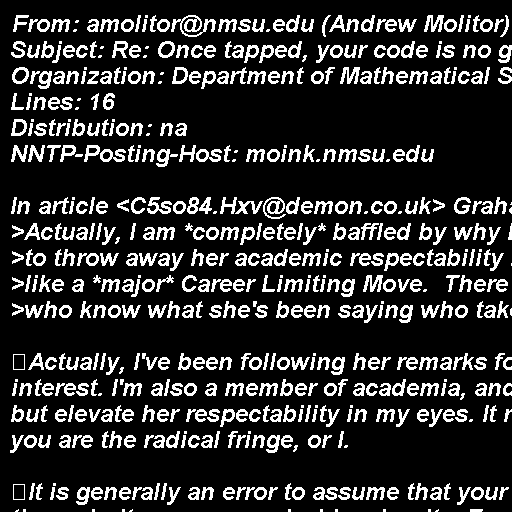 From: amolitor@nmsu.edu (Andrew Molitor)
Subject: Re: Once tapped, your code is no g
Organization: Department of Mathematical S
Lines: 16
Distribution: na
NNTP-Posting-Host: moink.nmsu.edu

In article <C5so84.Hxv@demon.co.uk> Graha
>Actually, I am *completely* baffled by why
>to throw away her academic respectability
>like a *major* Career Limiting Move.  There
>who know what she's been saying who take
Actually, I've been following her remarks fo
interest. I'm also a member of academia, and
but elevate her respectability in my eyes. It
you are the radical fringe, or I.

It is generally an error to assume that your